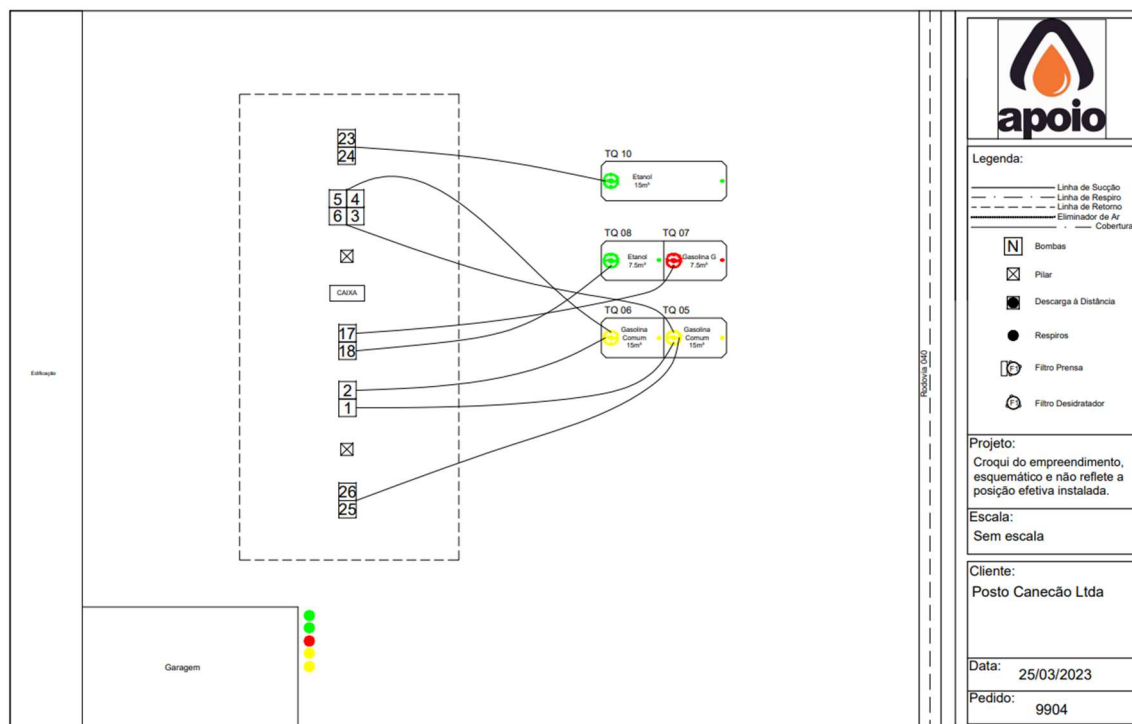 23
24
5 4
6 3
CAIXA
17
18
2
1
26
25
TQ 10
Etanol
15m³
TQ 08 TQ 07
Etanol
7.5m³
Gasolina G
7.5m³
TQ 06 TQ 05
Gasolina
Comum
15m³
Gasolina
Comum
15m³
Edificação
Garagem
Rodovia 040
apoio
Legenda:
Linha de Sucção
Linha de Respiro
Linha de Retorno
Eliminador de Ar
Cobertura
N Bombas
Pilar
Descarga à Distância
Respiros
F1 Filtro Prensa
F1 Filtro Desidratador
Projeto:
Croqui do empreendimento,
esquemático e não reflete a
posição efetiva instalada.
Escala:
Sem escala
Cliente:
Posto Canecão Ltda
Data: 25/03/2023
Pedido:
9904